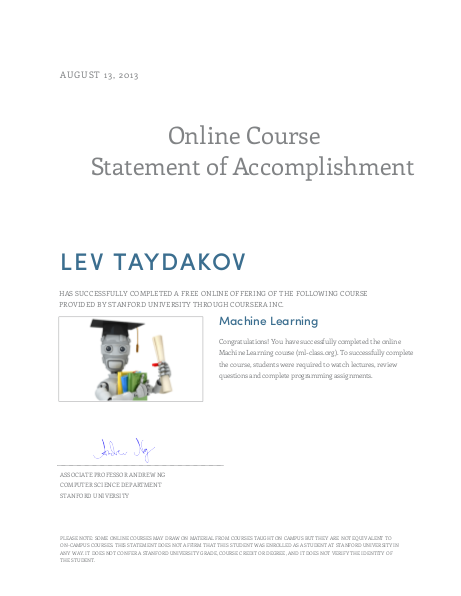 AUGUST 13, 2013
Online Course
Statement of Accomplishment
LEV TAYDAKOV
HAS SUCCESSFULLY COMPLETED A FREE ONLINE OFFERING OF THE FOLLOWING COURSE
PROVIDED BY STANFORD UNIVERSITY THROUGH COURSERA INC.
Machine Learning
Congratulations! You have successfully completed the online
Machine Learning course (ml-class.org). To successfully complete
the course, students were required to watch lectures, review
questions and complete programming assignments.
Andrew Ng
ASSOCIATE PROFESSOR ANDREW NG
COMPUTER SCIENCE DEPARTMENT
STANFORD UNIVERSITY
PLEASE NOTE: SOME ONLINE COURSES MAY DRAW ON MATERIAL FROM COURSES TAUGHT ON CAMPUS BUT THEY ARE NOT EQUIVALENT TO
ON-CAMPUS COURSES. THIS STATEMENT DOES NOT AFFIRM THAT THIS STUDENT WAS ENROLLED AS A STUDENT AT STANFORD UNIVERSITY IN
ANY WAY. IT DOES NOT CONFER A STANFORD UNIVERSITY GRADE, COURSE CREDIT OR DEGREE, AND IT DOES NOT VERIFY THE IDENTITY OF
THE STUDENT.